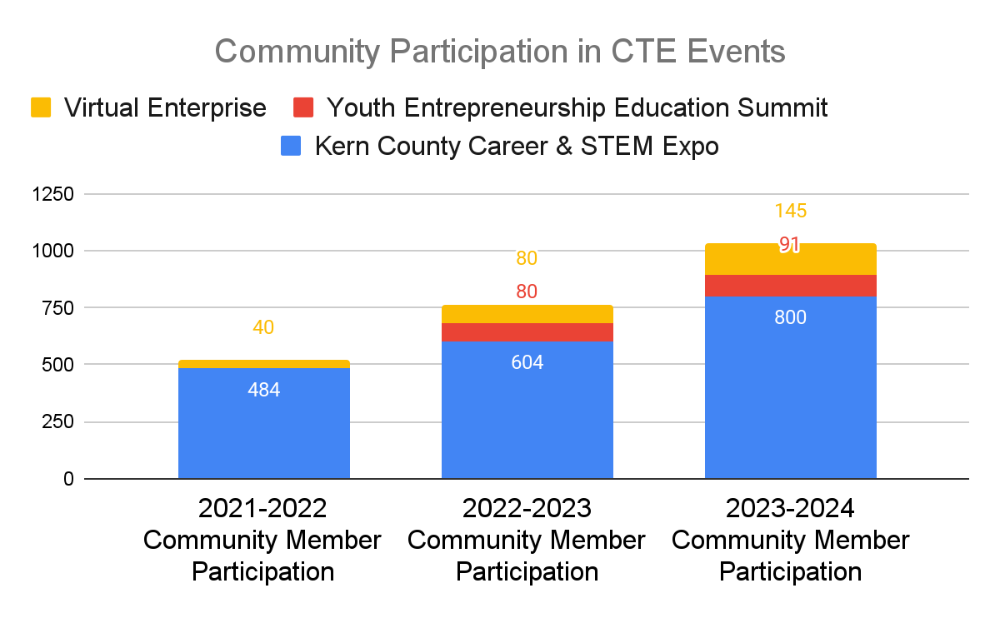 Community Participation in CTE Events
Virtual Enterprise Youth Entrepreneurship Education Summit
Kern County Career & STEM Expo
1250
1000
750
500
250
0
40
484
80
80
604
145
91
800
2021-2022
Community Member
Participation
2022-2023
Community Member
Participation
2023-2024
Community Member
Participation